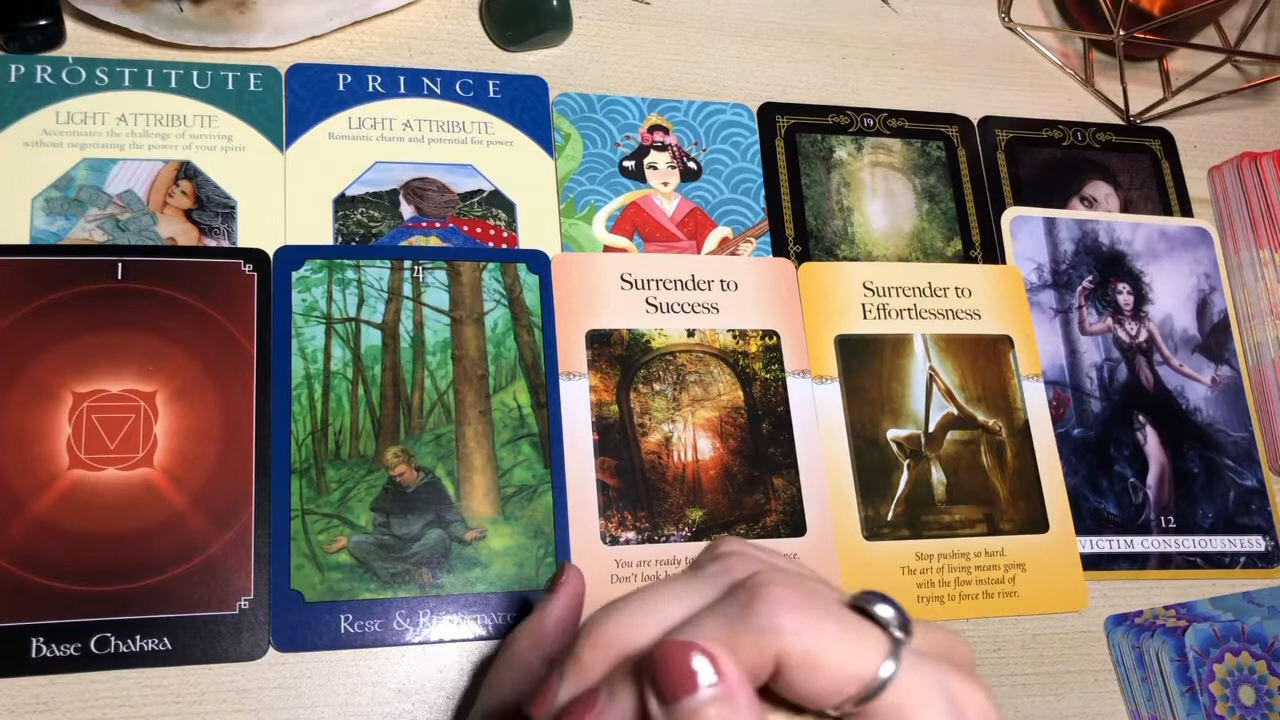 PROSTITUTE
LIGHT ATTRIBUTE
Accentuates the challenge of surviving
without negotiating the power of your spirit
PRINCE
LIGHT ATTRIBUTE
Romantic charm and potential for power
19
1
1
Base Chakra
4
Rest &
Surrender to
Success
You are ready to
Don't look
Surrender to
Effortlessness
Stop pushing so hard.
The art of living means going
with the flow instead of
trying to force the river.
12
VICTIM-CONSCIOUSNESS